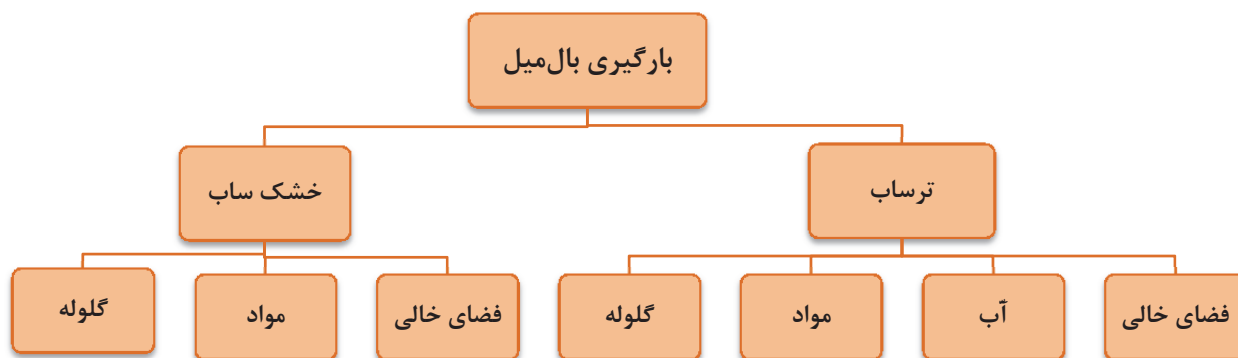 بارگیری بال‌میل
ترساب
خشک ساب
فضای خالی
آب
مواد
گلوله
فضای خالی
مواد
گلوله